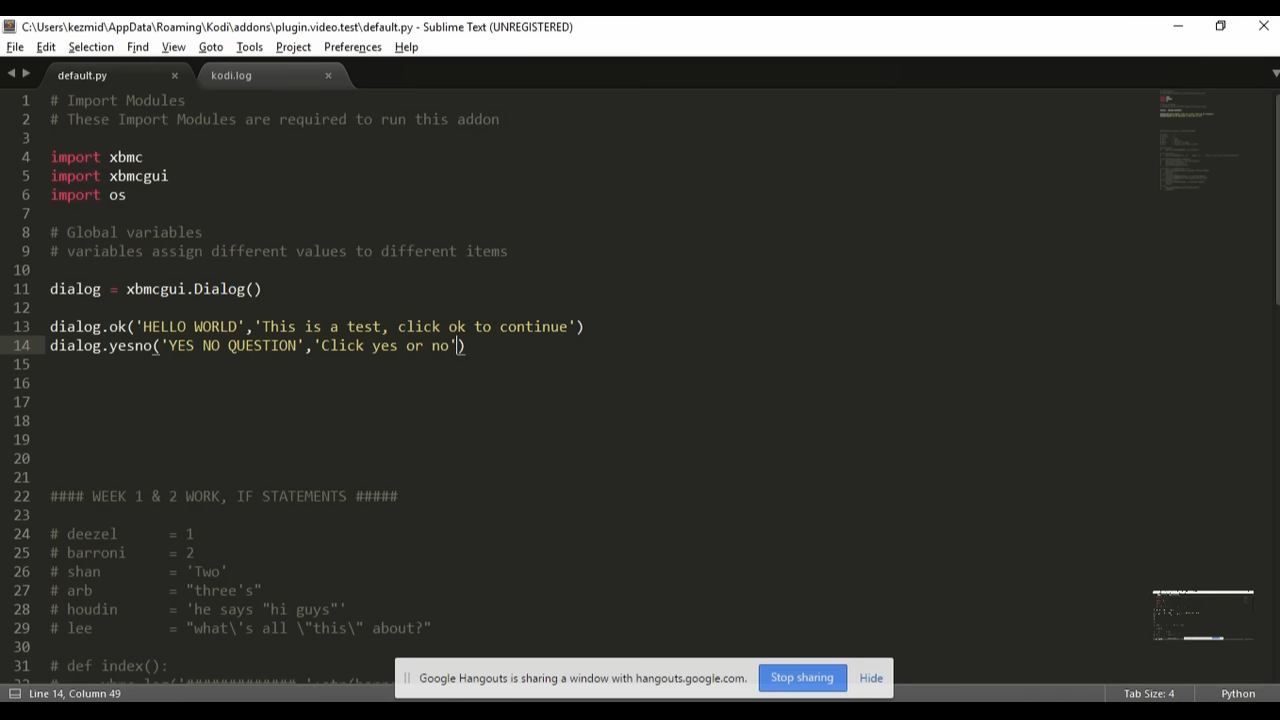 C:\Users\kezmid\AppData\Roaming\Kodi\addons\plugin.video.test\default.py - Sublime Text (UNREGISTERED)
File Edit Selection Find View Goto Tools Project Preferences Help
default.py × kodi.log ×
1 # Import Modules
2 # These Import Modules are required to run this addon
3
4 import xbmc
5 import xbmcgui
6 import os
7
8 # Global variables
9 # variables assign different values to different items
10
11 dialog = xbmcgui.Dialog()
12
13 dialog.ok('HELLO WORLD','This is a test, click ok to continue')
14 dialog.yesno('YES NO QUESTION','Click yes or no')
15
16
17
18
19
20
21
22 #### WEEK 1 & 2 WORK, IF STATEMENTS #####
23
24 # deezel = 1
25 # barroni = 2
26 # shan = 'Two'
27 # arb = "three's"
28 # houdin = 'he says "hi guys"'
29 # lee = "what\'s all \"this\" about?"
30
31 # def index():
Google Hangouts is sharing a window with hangouts.google.com. Stop sharing Hide
Line 14, Column 49 Tab Size: 4 Python